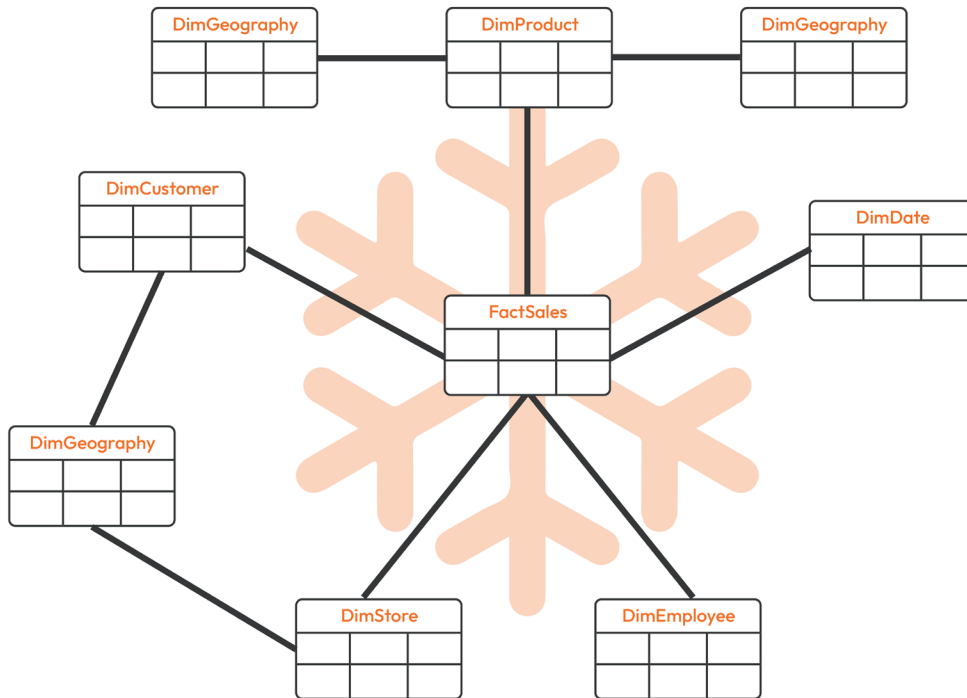 DimGeography
DimProduct
DimGeography
DimCustomer
DimDate
FactSales
DimGeography
DimStore
DimEmployee